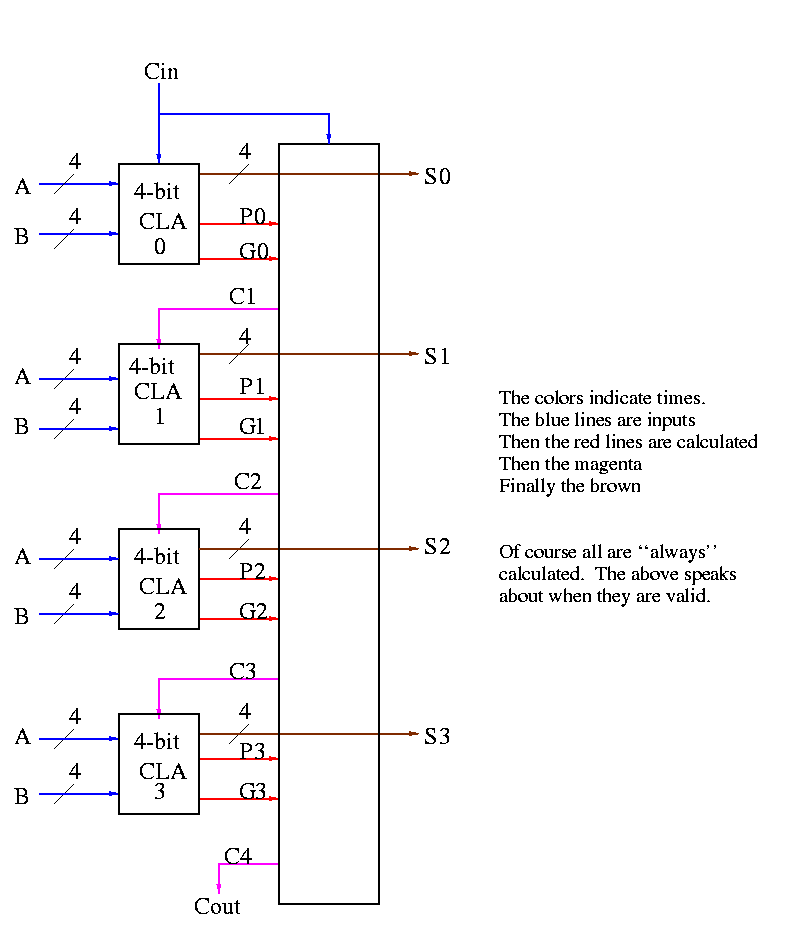 Cin
4
4
A
4-bit
S0
4
P0
CLA
B
0
G0
C1
4
4
A
4-bit
S1
P1
CLA
4
B
1
G1
C2
4
4
A
4-bit
S2
P2
CLA
4
B
2
G2
C3
4
4
A
4-bit
S3
P3
CLA
4
B
3
G3
C4
Cout
The colors indicate times.
The blue lines are inputs
Then the red lines are calculated
Then the magenta
Finally the brown
Of course all are ‘‘always’’
calculated. The above speaks
about when they are valid.